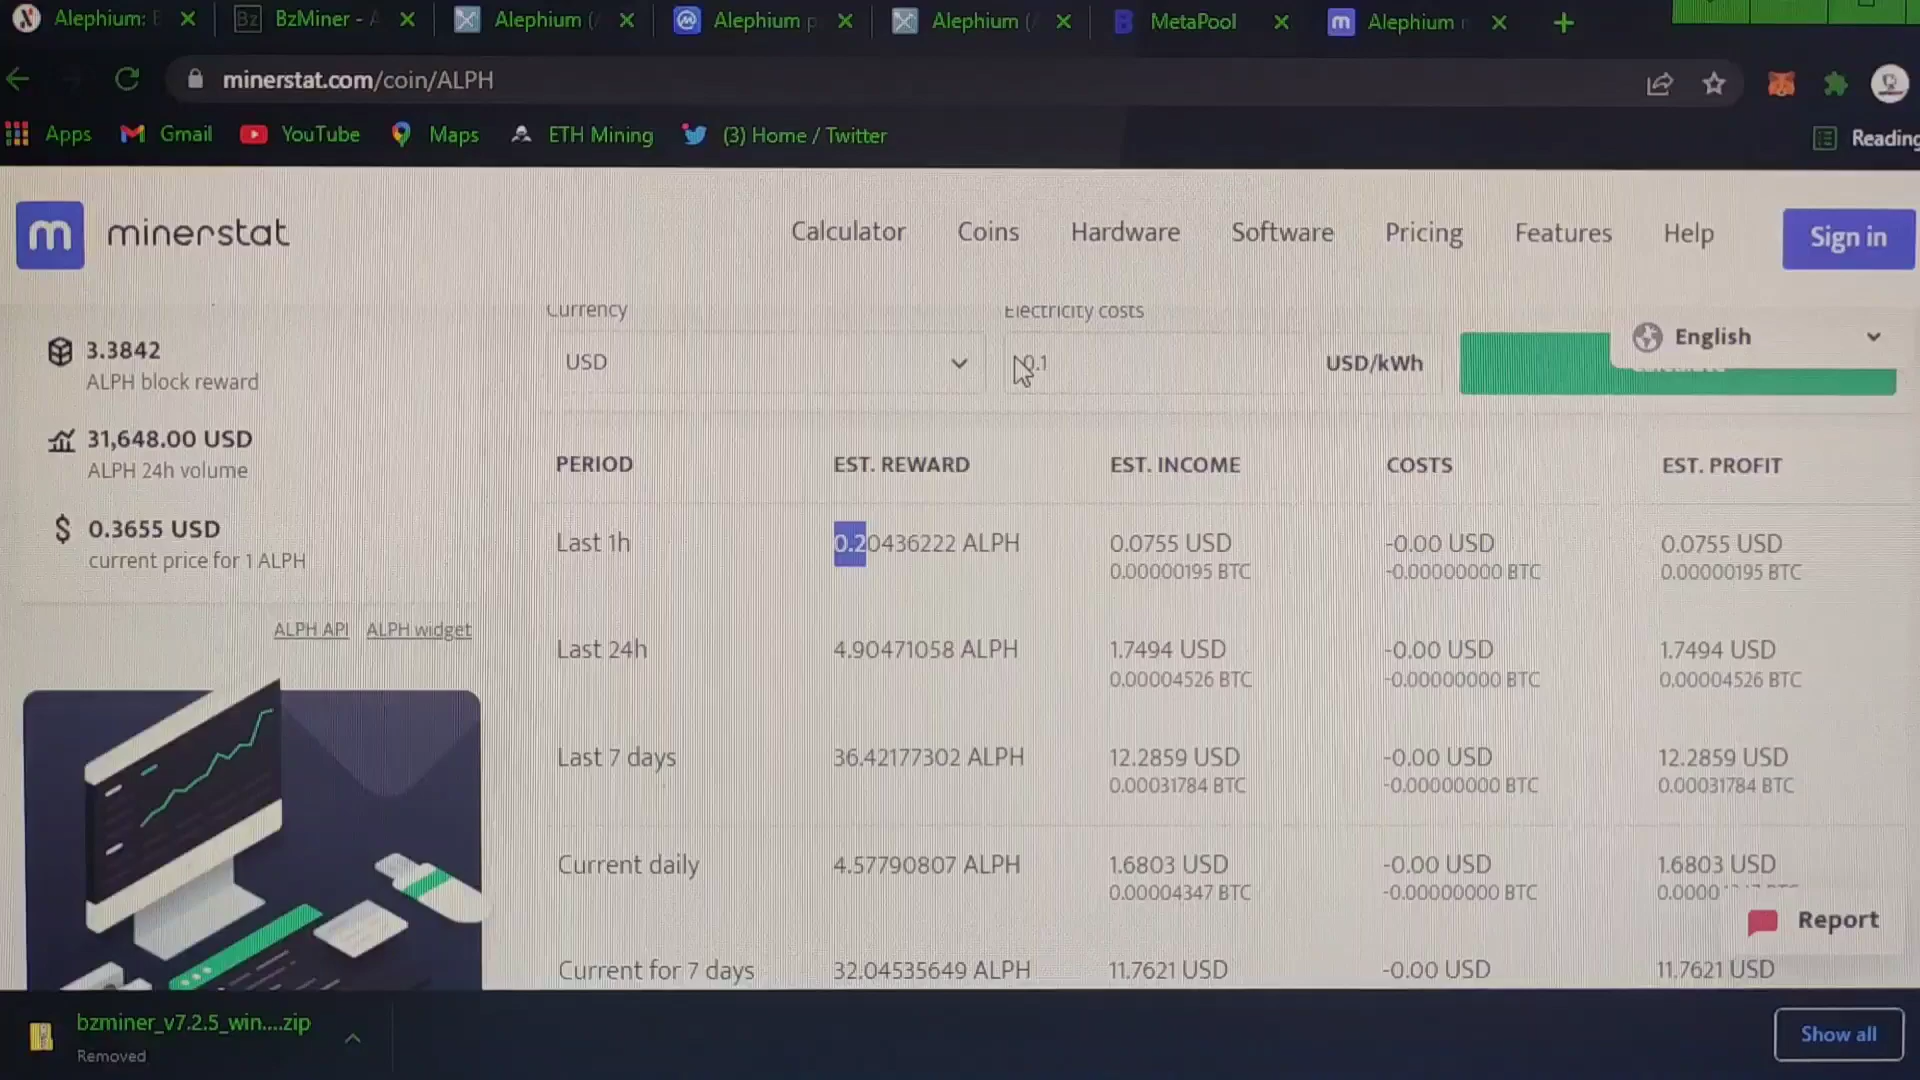 Alephium: E
Bz BzMiner - A
Alephium (
Alephium p
Alephium (
MetaPool
m Alephium r
minerstat.com/coin/ALPH
Apps Gmail YouTube Maps ETH Mining (3) Home / Twitter Reading
m minerstat
Calculator Coins Hardware Software Pricing Features Help Sign in
Currency Electricity costs
English
USD 0.1 USD/kWh
3.3842
ALPH block reward
31,648.00 USD
ALPH 24h volume
$ 0.3655 USD
current price for 1 ALPH
ALPH API ALPH widget
PERIOD EST. REWARD EST. INCOME COSTS EST. PROFIT
Last 1h 0.20436222 ALPH 0.0755 USD -0.00 USD 0.0755 USD
0.00000195 BTC -0.00000000 BTC 0.00000195 BTC
Last 24h 4.90471058 ALPH 1.7494 USD -0.00 USD 1.7494 USD
0.00004526 BTC -0.00000000 BTC 0.00004526 BTC
Last 7 days 36.42177302 ALPH 12.2859 USD -0.00 USD 12.2859 USD
0.00031784 BTC -0.00000000 BTC 0.00031784 BTC
Current daily 4.57790807 ALPH 1.6803 USD -0.00 USD 1.6803 USD
0.00004347 BTC -0.00000000 BTC 0.0000
Report
Current for 7 days 32.04535649 ALPH 11.7621 USD -0.00 USD 11.7621 USD
bzminer_v7.2.5_win....zip
Removed
Show all